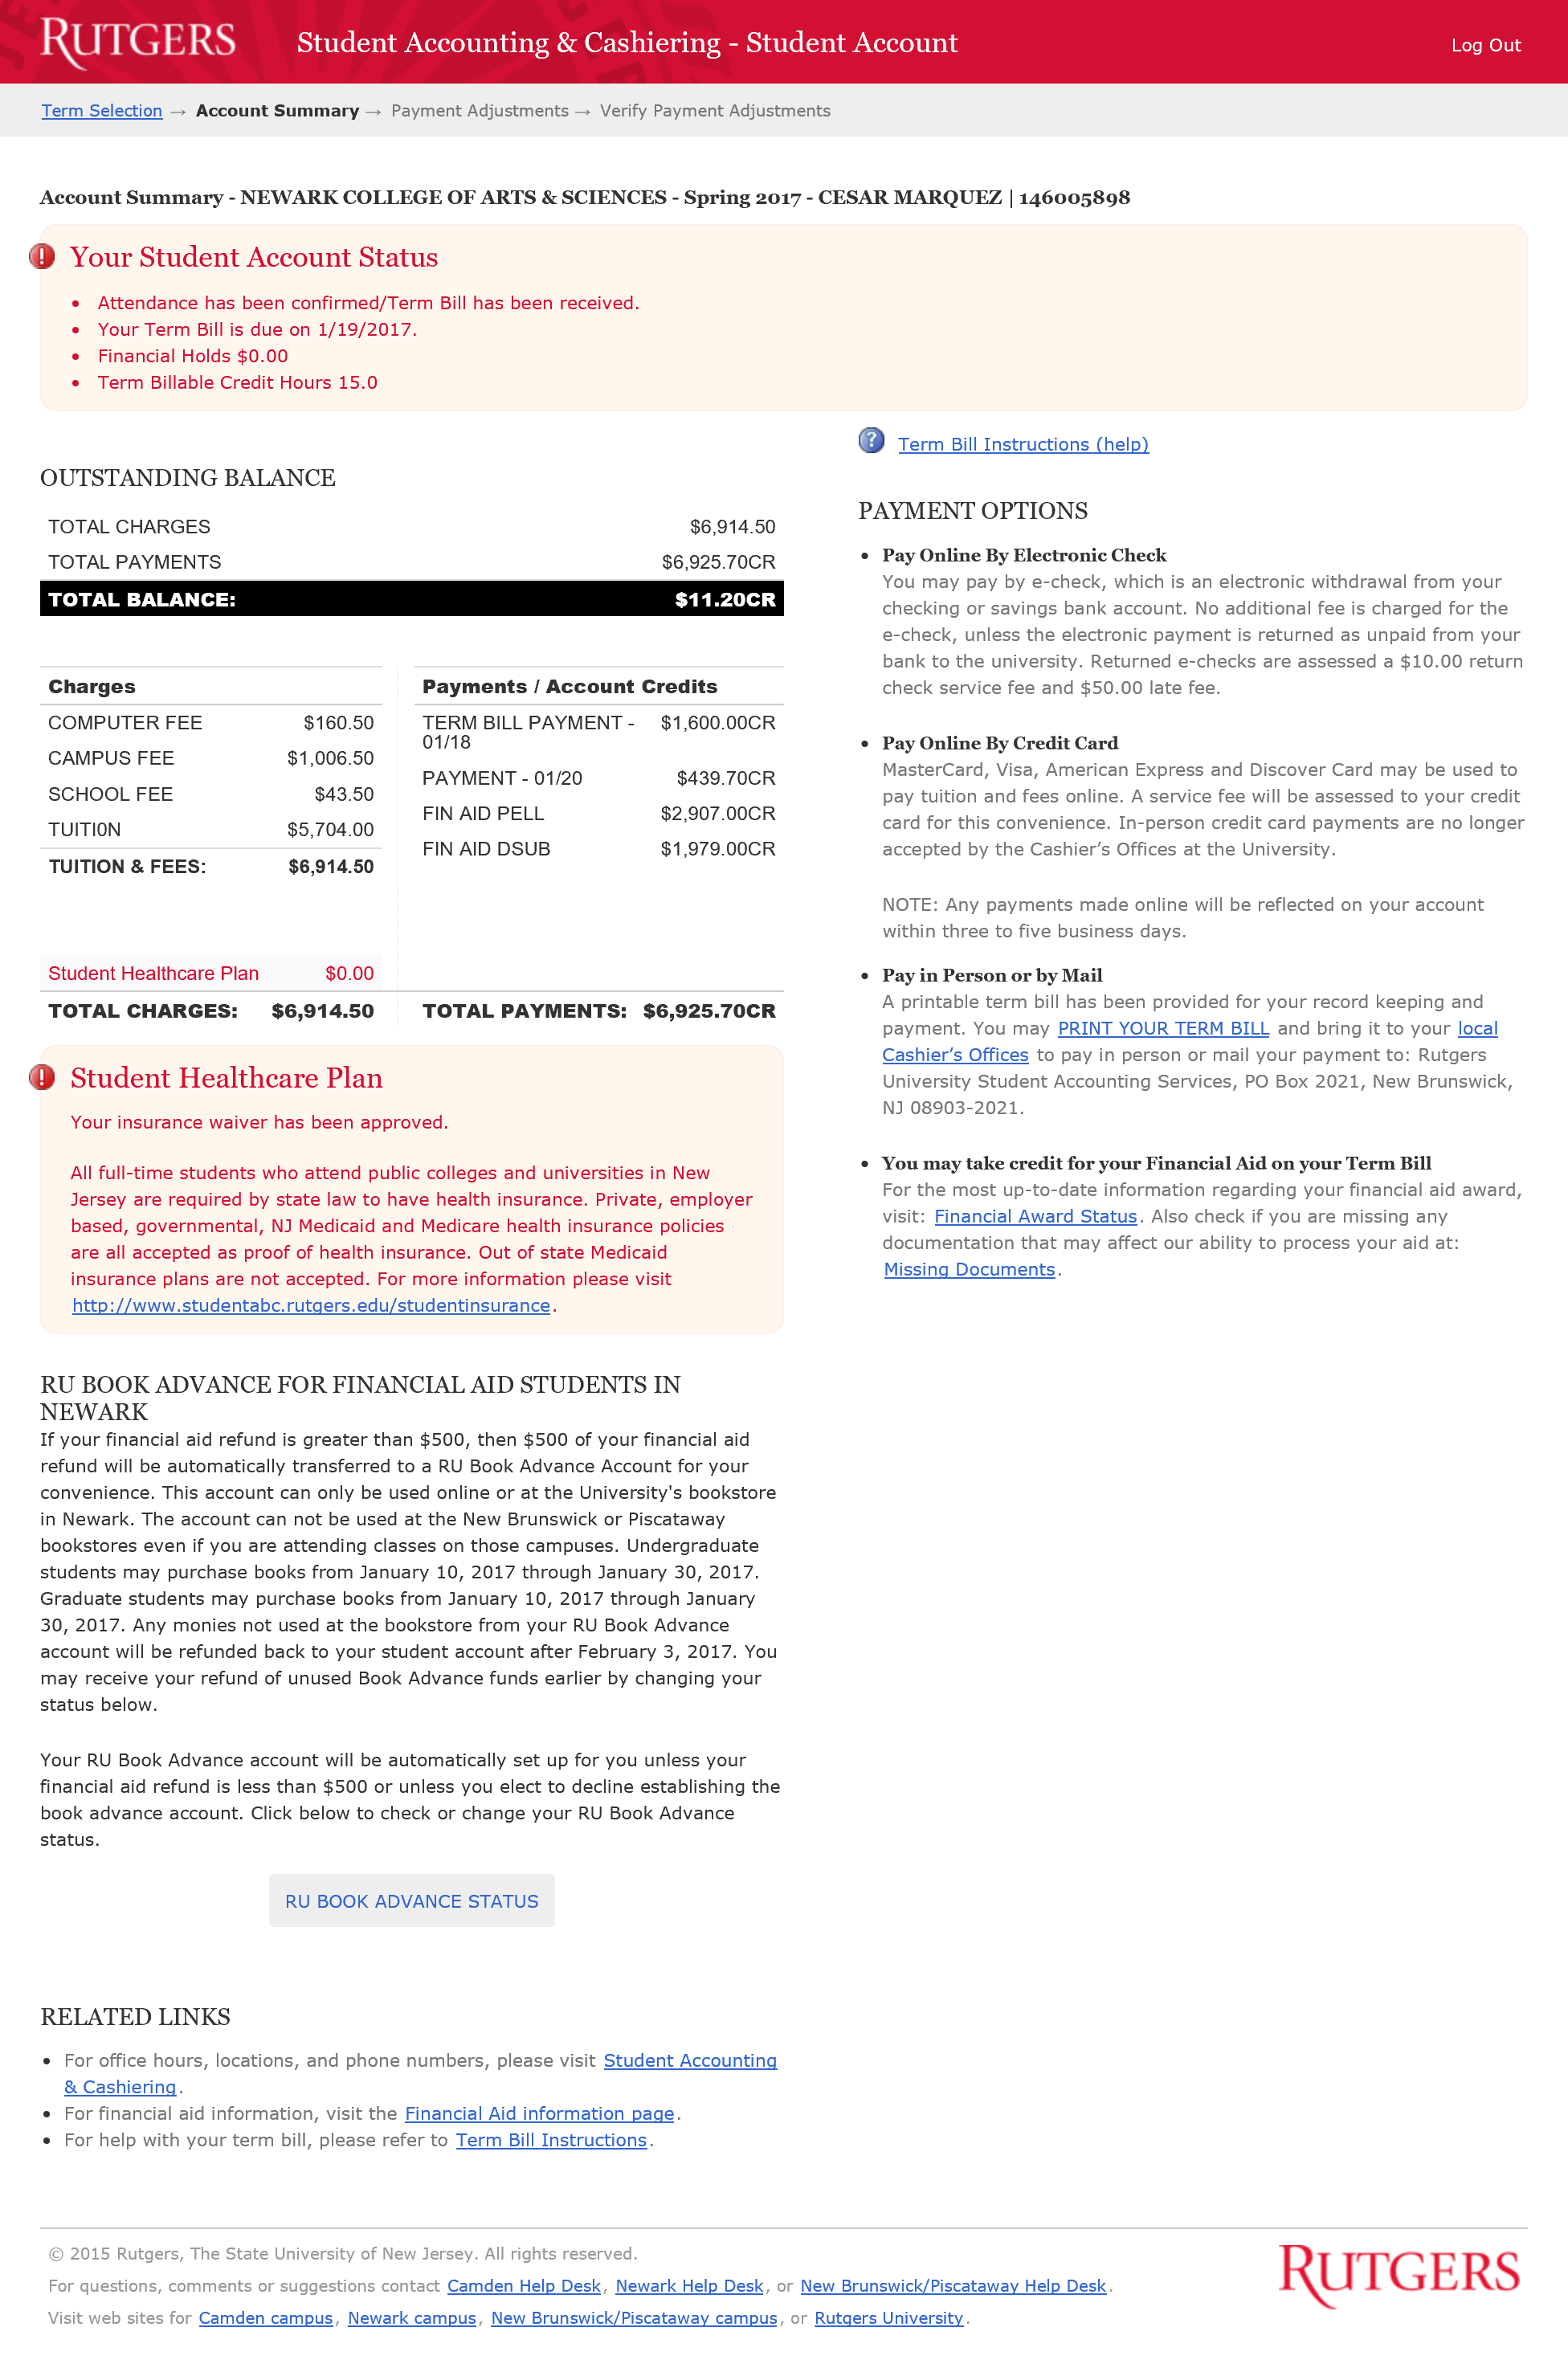 RUTGERS
Student Accounting & Cashiering - Student Account
Log Out
Term Selection → Account Summary → Payment Adjustments → Verify Payment Adjustments
Account Summary - NEWARK COLLEGE OF ARTS & SCIENCES - Spring 2017 - CESAR MARQUEZ | 146005898
Your Student Account Status
• Attendance has been confirmed/Term Bill has been received.
• Your Term Bill is due on 1/19/2017.
• Financial Holds $0.00
• Term Billable Credit Hours 15.0
OUTSTANDING BALANCE
TOTAL CHARGES $6,914.50
TOTAL PAYMENTS $6,925.70CR
TOTAL BALANCE: $11.20CR
Charges
COMPUTER FEE $160.50
CAMPUS FEE $1,006.50
SCHOOL FEE $43.50
TUITI0N $5,704.00
TUITION & FEES: $6,914.50
Student Healthcare Plan $0.00
TOTAL CHARGES: $6,914.50
Payments / Account Credits
TERM BILL PAYMENT - $1,600.00CR
01/18
PAYMENT - 01/20 $439.70CR
FIN AID PELL $2,907.00CR
FIN AID DSUB $1,979.00CR
TOTAL PAYMENTS: $6,925.70CR
Student Healthcare Plan
Your insurance waiver has been approved.
All full-time students who attend public colleges and universities in New
Jersey are required by state law to have health insurance. Private, employer
based, governmental, NJ Medicaid and Medicare health insurance policies
are all accepted as proof of health insurance. Out of state Medicaid
insurance plans are not accepted. For more information please visit
http://www.studentabc.rutgers.edu/studentinsurance.
RU BOOK ADVANCE FOR FINANCIAL AID STUDENTS IN
NEWARK
If your financial aid refund is greater than $500, then $500 of your financial aid
refund will be automatically transferred to a RU Book Advance Account for your
convenience. This account can only be used online or at the University's bookstore
in Newark. The account can not be used at the New Brunswick or Piscataway
bookstores even if you are attending classes on those campuses. Undergraduate
students may purchase books from January 10, 2017 through January 30, 2017.
Graduate students may purchase books from January 10, 2017 through January
30, 2017. Any monies not used at the bookstore from your RU Book Advance
account will be refunded back to your student account after February 3, 2017. You
may receive your refund of unused Book Advance funds earlier by changing your
status below.
Your RU Book Advance account will be automatically set up for you unless your
financial aid refund is less than $500 or unless you elect to decline establishing the
book advance account. Click below to check or change your RU Book Advance
status.
RU BOOK ADVANCE STATUS
RELATED LINKS
• For office hours, locations, and phone numbers, please visit Student Accounting
& Cashiering.
• For financial aid information, visit the Financial Aid information page.
• For help with your term bill, please refer to Term Bill Instructions.
? Term Bill Instructions (help)
PAYMENT OPTIONS
• Pay Online By Electronic Check
You may pay by e-check, which is an electronic withdrawal from your
checking or savings bank account. No additional fee is charged for the
e-check, unless the electronic payment is returned as unpaid from your
bank to the university. Returned e-checks are assessed a $10.00 return
check service fee and $50.00 late fee.
• Pay Online By Credit Card
MasterCard, Visa, American Express and Discover Card may be used to
pay tuition and fees online. A service fee will be assessed to your credit
card for this convenience. In-person credit card payments are no longer
accepted by the Cashier’s Offices at the University.
NOTE: Any payments made online will be reflected on your account
within three to five business days.
• Pay in Person or by Mail
A printable term bill has been provided for your record keeping and
payment. You may PRINT YOUR TERM BILL and bring it to your local
Cashier’s Offices to pay in person or mail your payment to: Rutgers
University Student Accounting Services, PO Box 2021, New Brunswick,
NJ 08903-2021.
• You may take credit for your Financial Aid on your Term Bill
For the most up-to-date information regarding your financial aid award,
visit: Financial Award Status. Also check if you are missing any
documentation that may affect our ability to process your aid at:
Missing Documents.
© 2015 Rutgers, The State University of New Jersey. All rights reserved.
For questions, comments or suggestions contact Camden Help Desk, Newark Help Desk, or New Brunswick/Piscataway Help Desk.
Visit web sites for Camden campus, Newark campus, New Brunswick/Piscataway campus, or Rutgers University.
RUTGERS